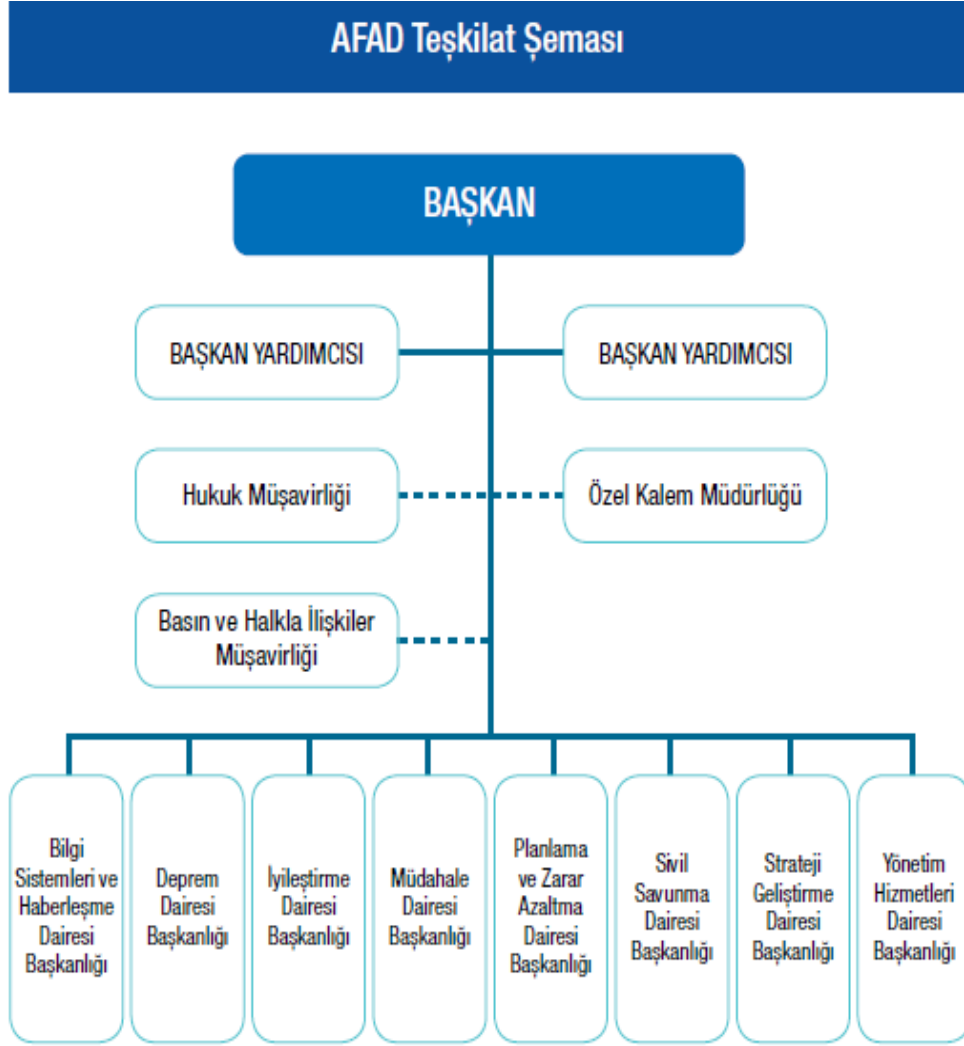 AFAD Teşkilat Şeması
BAŞKAN
BAŞKAN YARDIMCISI
BAŞKAN YARDIMCISI
Hukuk Müşavirliği
Özel Kalem Müdürlüğü
Basın ve Halkla İlişkiler
Müşavirliği
Bilgi
Sistemleri ve
Haberleşme
Dairesi
Başkanlığı
Deprem
Dairesi
Başkanlığı
İyileştirme
Dairesi
Başkanlığı
Müdahale
Dairesi
Başkanlığı
Planlama
ve Zarar
Azaltma
Dairesi
Başkanlığı
Sivil
Savunma
Dairesi
Başkanlığı
Strateji
Geliştirme
Dairesi
Başkanlığı
Yönetim
Hizmetleri
Dairesi
Başkanlığı